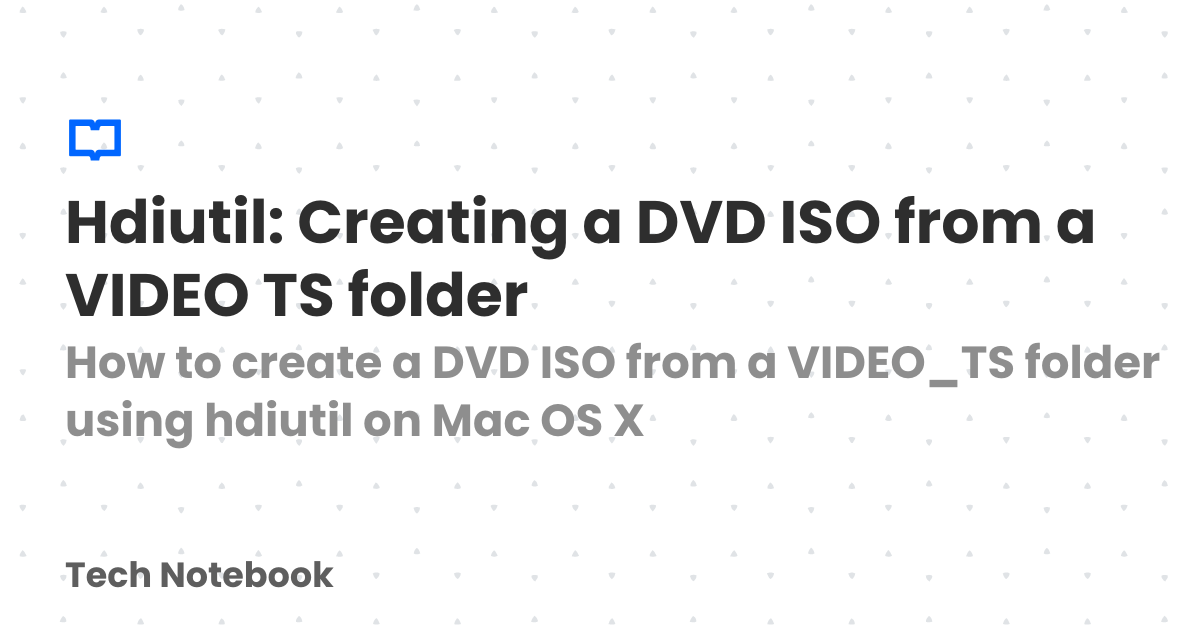 Hdiutil: Creating a DVD ISO from a
VIDEO TS folder
How to create a DVD ISO from a VIDEO_TS folder
using hdiutil on Mac OS X
Tech Notebook